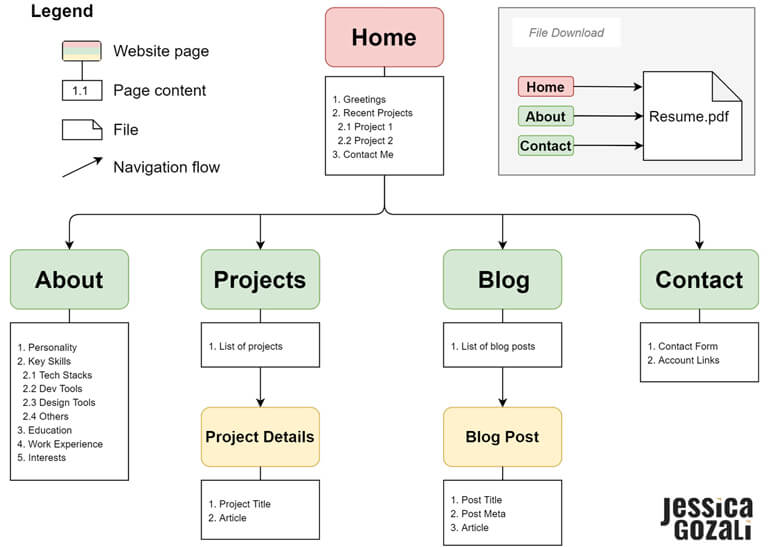 Legend
Website page
1.1
Page content
File
Navigation flow
Home
1. Greetings
2. Recent Projects
2.1 Project 1
2.2 Project 2
3. Contact Me
File Download
Home
About
Contact
Resume.pdf
About
1. Personality
2. Key Skills
2.1 Tech Stacks
2.2 Dev Tools
2.3 Design Tools
2.4 Others
3. Education
4. Work Experience
5. Interests
Projects
1. List of projects
Project Details
1. Project Title
2. Article
Blog
1. List of blog posts
Blog Post
1. Post Title
2. Post Meta
3. Article
Contact
1. Contact Form
2. Account Links
Jessica
Gozali